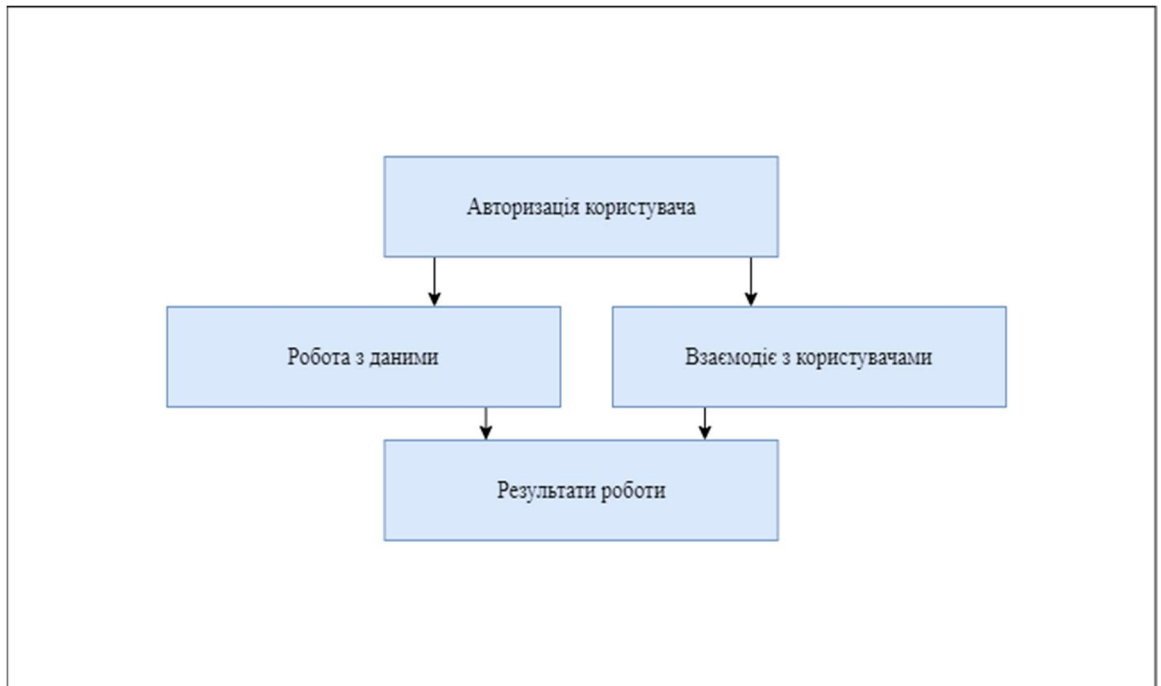 Авторизація користувача
Робота з даними
Взаємодіє з користувачами
Результати роботи